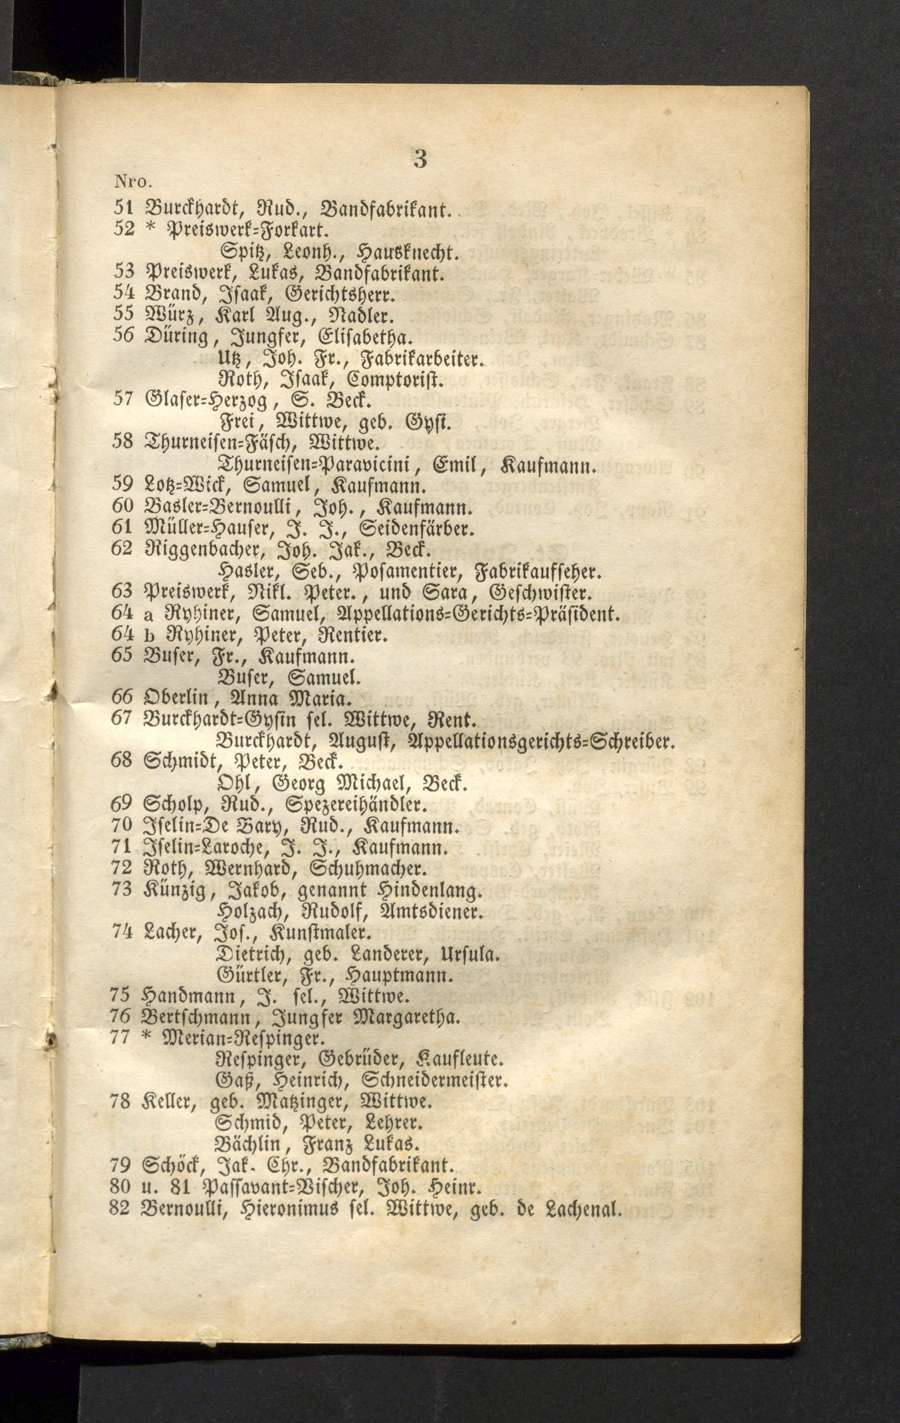 3
Nro.
51 Burckhardt, Rud., Bandfabrikant.
52 * Preiswerk-Forkart.
Spitz, Leonh., Hausknecht.
53 Preiswerk, Lukas, Bandfabrikant.
54 Brand, Isaak, Gerichtsherr.
55 Würz, Karl Aug., Nadler.
56 Düring, Jungfer, Elisabetha.
Utz, Joh. Fr., Fabrikarbeiter.
Roth, Isaak, Comptorist.
57 Glaser-Herzog, S. Beck.
Frei, Wittwe, geb. Gysi.
58 Thurneisen-Fäsch, Wittwe.
Thurneisen-Paravicini, Emil, Kaufmann.
59 Lotz-Wick, Samuel, Kaufmann.
60 Basler-Bernoulli, Joh., Kaufmann.
61 Müller-Hauser, J. J., Seidenfärber.
62 Riggenbacher, Joh. Jak., Beck.
Hasler, Seb., Posamentier, Fabrikaufseher.
63 Preiswerk, Nikl. Peter., und Sara, Geschwister.
64 a Ryhiner, Samuel, Appellations-Gerichts-Präsident.
64 b Ryhiner, Peter, Rentier.
65 Buser, Fr., Kaufmann.
Buser, Samuel.
66 Oberlin, Anna Maria.
67 Burckhardt-Gysin sel. Wittwe, Rent.
Burckhardt, August, Appellationsgerichts-Schreiber.
68 Schmidt, Peter, Beck.
Ohl, Georg Michael, Beck.
69 Scholp, Rud., Spezereihändler.
70 Iselin-De Bary, Rud., Kaufmann.
71 Iselin-Laroche, J. J., Kaufmann.
72 Roth, Wernhard, Schuhmacher.
73 Künzig, Jakob, genannt Hindenlang.
Holzach, Rudolf, Amtsdiener.
74 Lacher, Jos., Kunstmaler.
Dietrich, geb. Landerer, Ursula.
Gürtler, Fr., Hauptmann.
75 Handmann, J. sel., Wittwe.
76 Bertschmann, Jungfer Margaretha.
77 * Merian-Respinger.
Respinger, Gebrüder, Kaufleute.
Gaß, Heinrich, Schneidermeister.
78 Keller, geb. Matzinger, Wittwe.
Schmid, Peter, Lehrer.
Bächlin, Franz Lukas.
79 Schöck, Jak. Chr., Bandfabrikant.
80 u. 81 Passavant-Vischer, Joh. Heinr.
82 Bernoulli, Hieronimus sel. Wittwe, geb. de Lachenal.